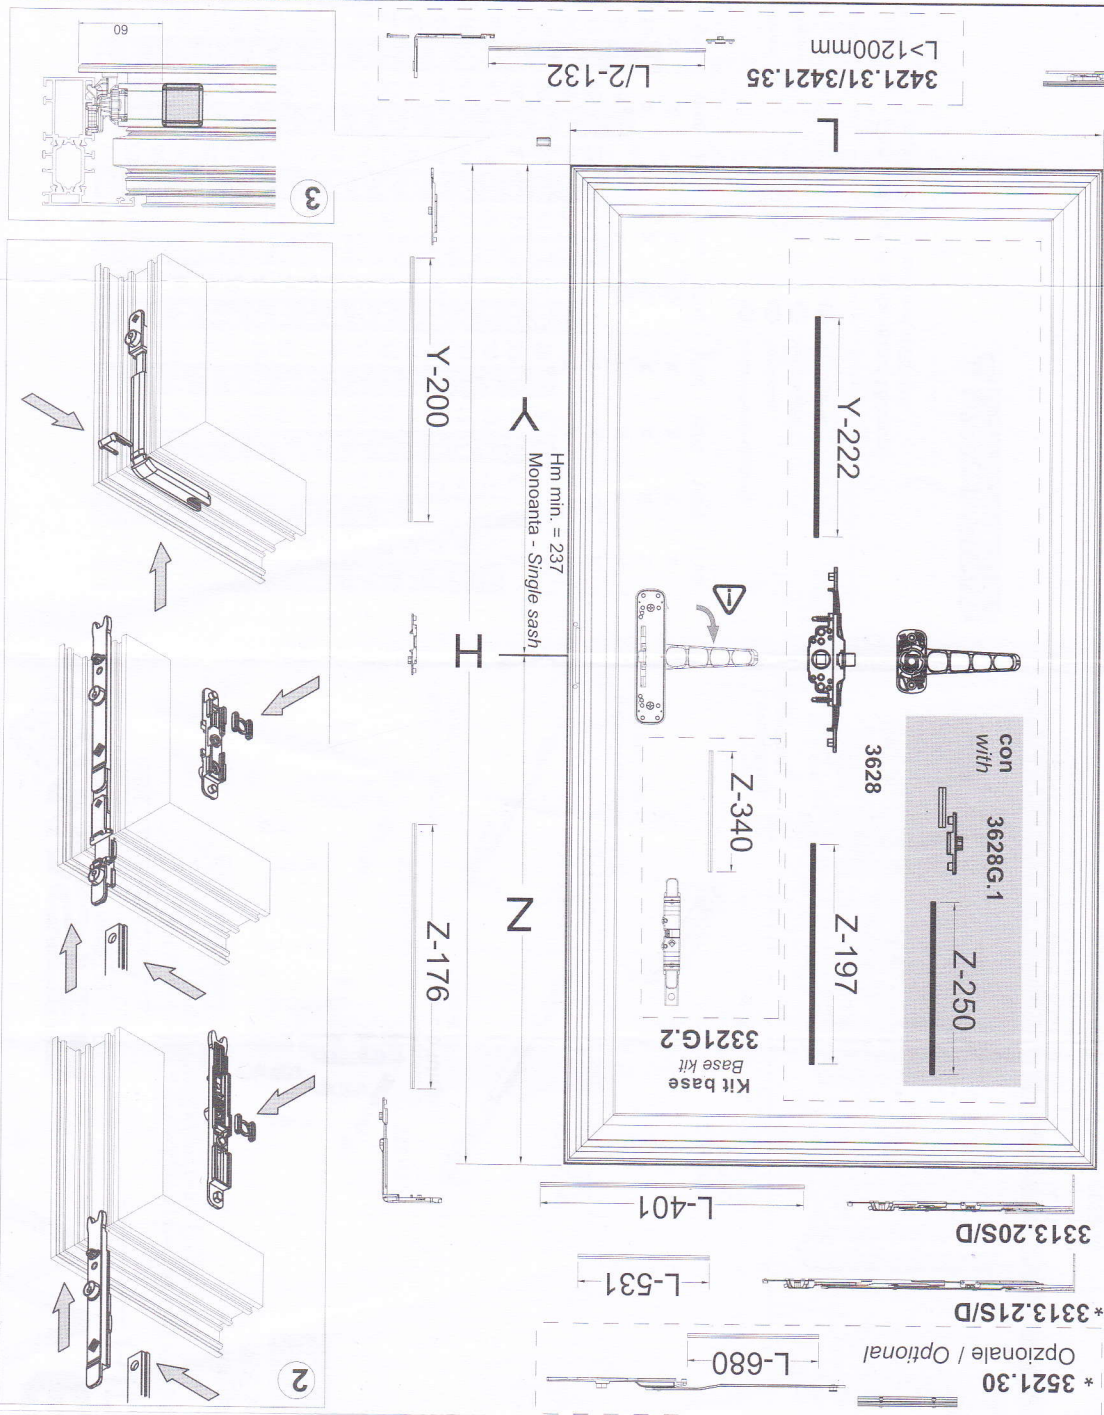 * 3521.30
Opzionale / Optional
L-680
* 3313.21S/D
L-531
3313.20S/D
L-401
2
Kit base
Base kit
3321G.2
Z-340
con
with
3628G.1
Z-250
3628
Z-197
Y-222
Z-176
Z
H
Hm min. = 237
Monoanta - Single sash
Y
Y-200
L
3421.31/3421.35
L>1200mm
L/2-132
3
60